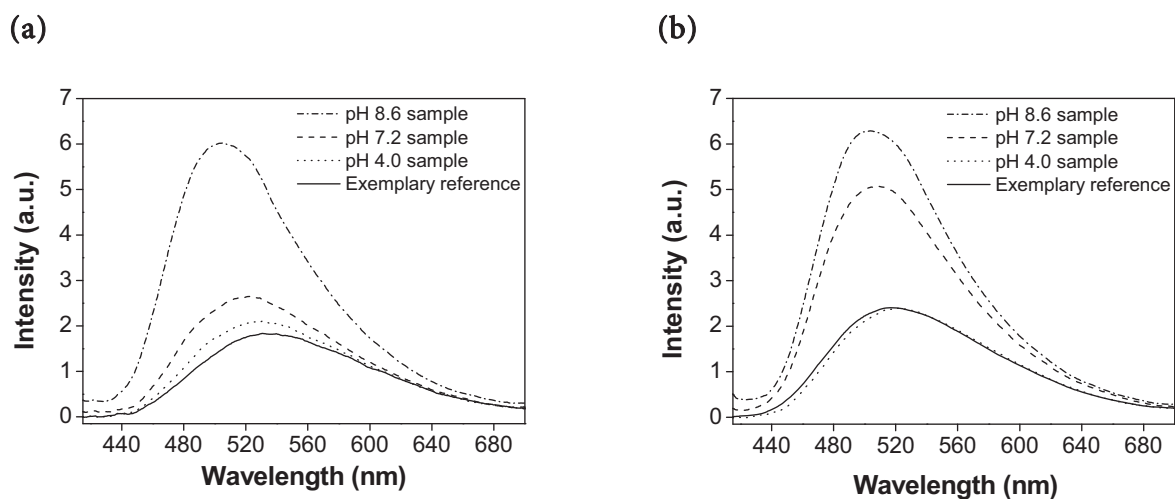 (a)
7
6
5
4
3
2
1
0
Intensity (a.u.)
pH 8.6 sample
pH 7.2 sample
pH 4.0 sample
Exemplary reference
440 480 520 560 600 640 680
Wavelength (nm)
(b)
7
6
5
4
3
2
1
0
Intensity (a.u.)
pH 8.6 sample
pH 7.2 sample
pH 4.0 sample
Exemplary reference
440 480 520 560 600 640 680
Wavelength (nm)